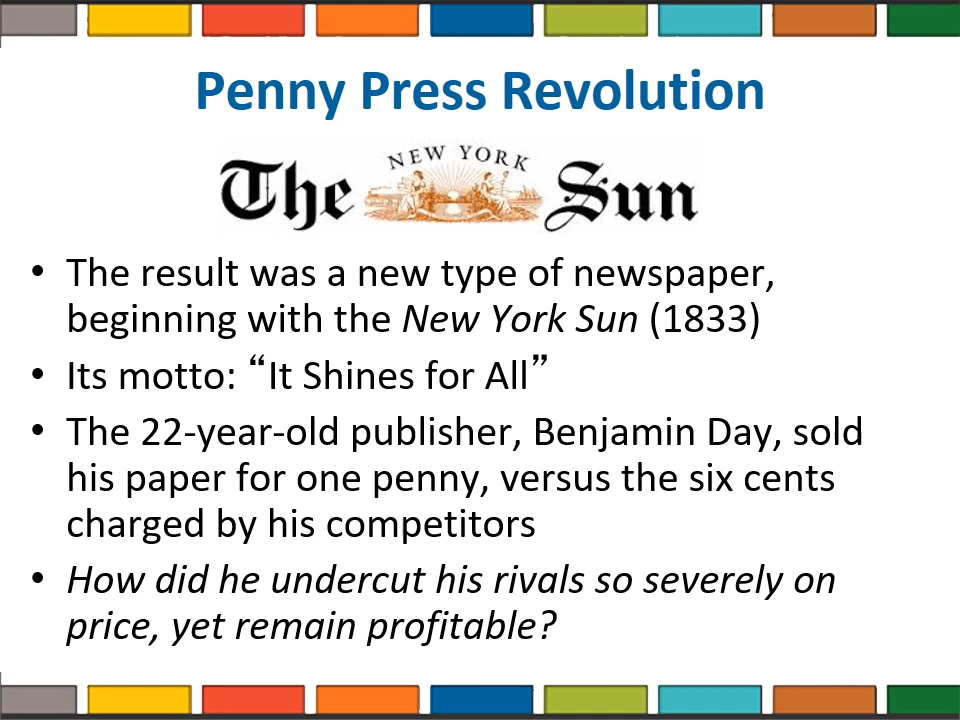 Penny Press Revolution
The NEW YORK Sun
• The result was a new type of newspaper,
beginning with the New York Sun (1833)
• Its motto: “It Shines for All”
• The 22-year-old publisher, Benjamin Day, sold
his paper for one penny, versus the six cents
charged by his competitors
• How did he undercut his rivals so severely on
price, yet remain profitable?